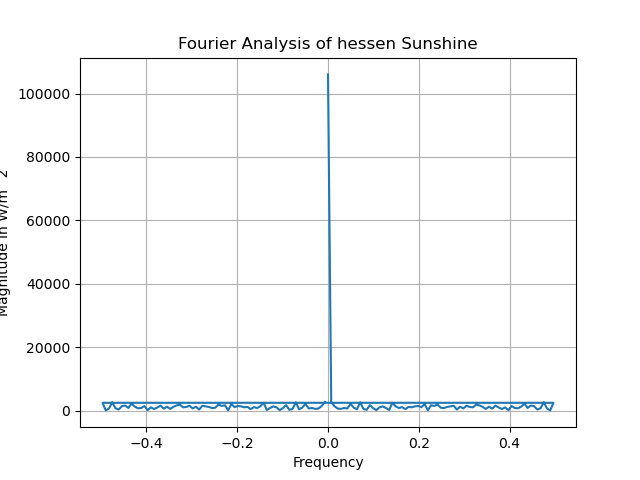 Fourier Analysis of hessen Sunshine
Magnitude in W/m 2
100000
80000
60000
40000
20000
0
−0.4 −0.2 0.0 0.2 0.4
Frequency